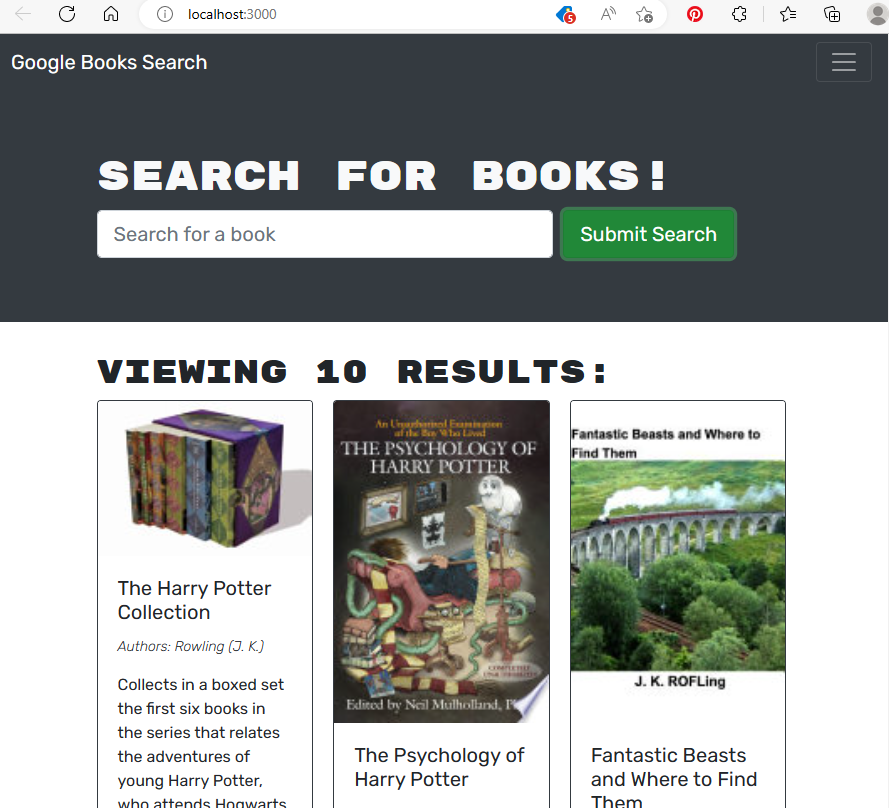 localhost:3000
5
Google Books Search
SEARCH FOR BOOKS!
Search for a book
Submit Search
VIEWING 10 RESULTS:
An Unauthorized Examination
of the Boy Who Lived
THE PSYCHOLOGY OF
HARRY POTTER
COMPLETELY
UNAUTHORIZED
Edited by Neil Mulholland, P
Fantastic Beasts and Where to
Find Them
J. K. ROFLing
The Harry Potter
Collection
Authors: Rowling (J. K.)
Collects in a boxed set
the first six books in
the series that relates
the adventures of
young Harry Potter,
who attends Hogwarts
The Psychology of
Harry Potter
Fantastic Beasts
and Where to Find
Them